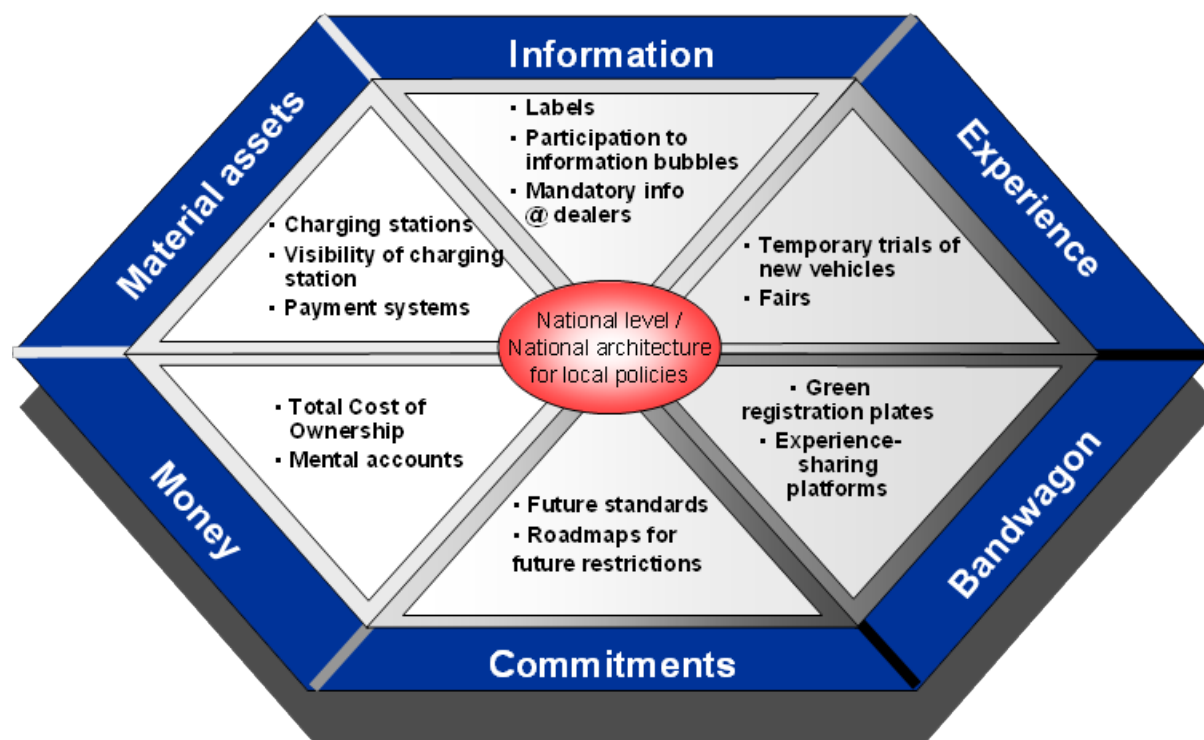 Information
▪ Labels
▪ Participation to
information bubbles
▪ Mandatory info
@ dealers
Experience
▪ Temporary trials of
new vehicles
▪ Fairs
Material assets
▪ Charging stations
▪ Visibility of charging
station
▪ Payment systems
National level /
National architecture
for local policies
Money
▪ Total Cost of
Ownership
▪ Mental accounts
Commitments
▪ Future standards
▪ Roadmaps for
future restrictions
Bandwagon
▪ Green
registration plates
▪ Experience-
sharing
platforms